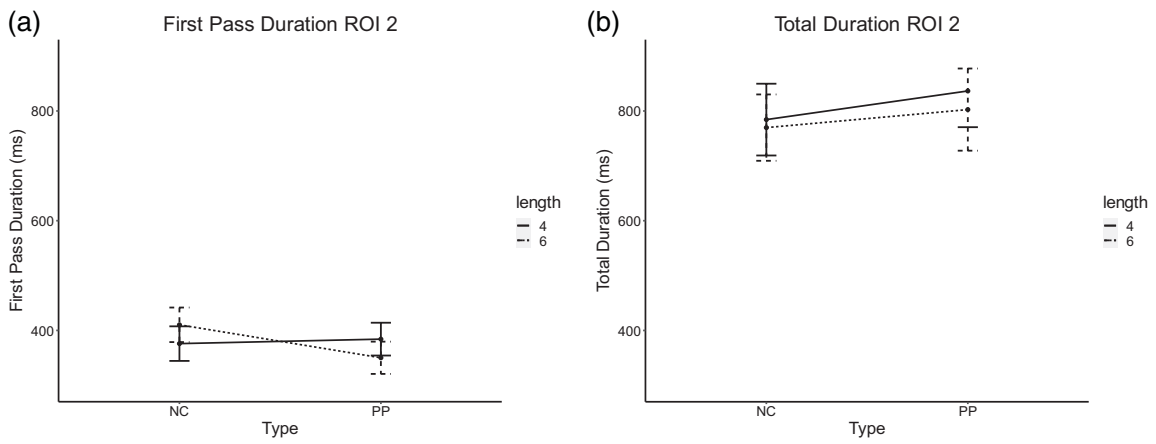 (a)
First Pass Duration ROI 2
First Pass Duration (ms)
800
600
400
NC
PP
Type
length
4
6
(b)
Total Duration ROI 2
Total Duration (ms)
800
600
400
NC
PP
Type
length
4
6